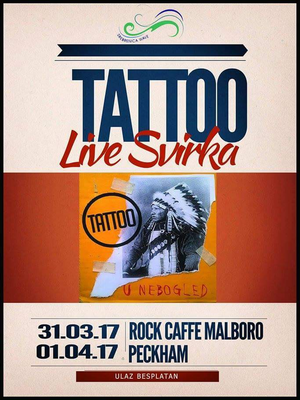 TATTOO
Live Svirka
TATTOO
U NEBOGLED
31.03.17 ROCK CAFFE MALBORO
01.04.17 PECKHAM
ULAZ BESPLATAN